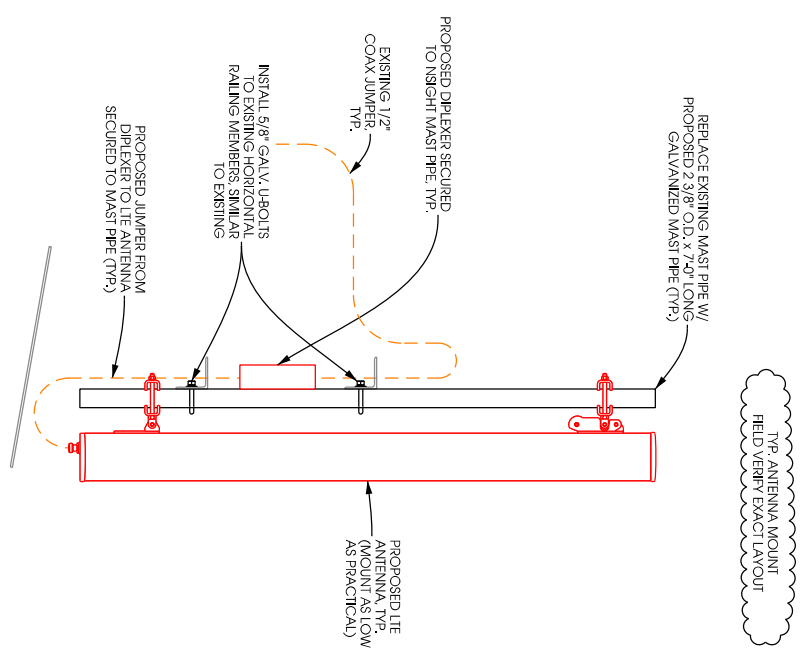 TYP. ANTENNA MOUNT
FIELD VERIFY EXACT LAYOUT
REPLACE EXISTING MAST PIPE W/
PROPOSED 2 3/8" O.D. x 7'-0" LONG
GALVANIZED MAST PIPE (TYP.)
PROPOSED DIPLEXER SECURED
TO NSIGHT MAST PIPE, TYP.
EXISTING 1/2"
COAX JUMPER,
TYP.
INSTALL 5/8" GALV. U-BOLTS
TO EXISTING HORIZONTAL
RAILING MEMBERS, SIMILAR
TO EXISTING
PROPOSED JUMPER FROM
DIPLEXER TO LTE ANTENNA
SECURED TO MAST PIPE (TYP.)
PROPOSED LTE
ANTENNA, TYP.
(MOUNT AS LOW
AS PRACTICAL)